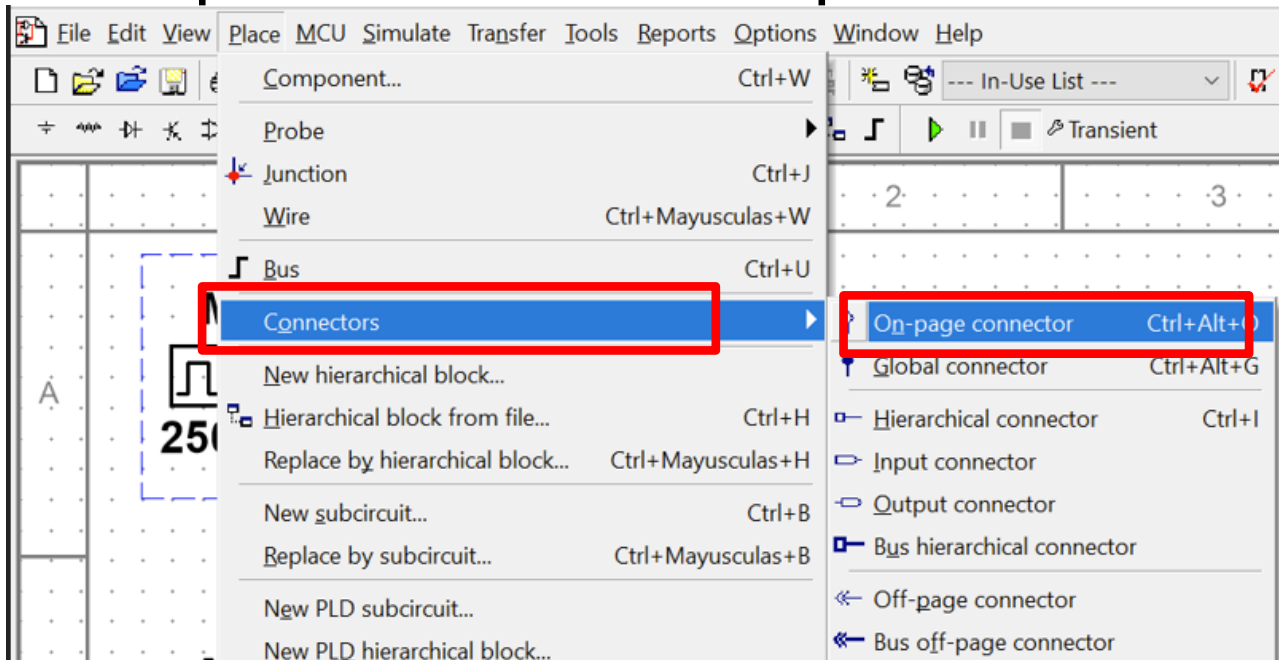 File Edit View Place MCU Simulate Transfer Tools Reports Options Window Help
--- In-Use List ---
Transient
Component... Ctrl+W
Probe
Junction Ctrl+J
Wire Ctrl+Mayusculas+W
Bus Ctrl+U
Connectors
New hierarchical block...
Hierarchical block from file... Ctrl+H
Replace by hierarchical block... Ctrl+Mayusculas+H
New subcircuit... Ctrl+B
Replace by subcircuit... Ctrl+Mayusculas+B
New PLD subcircuit...
New PLD hierarchical block...
On-page connector Ctrl+Alt+O
Global connector Ctrl+Alt+G
Hierarchical connector Ctrl+I
Input connector
Output connector
Bus hierarchical connector
Off-page connector
Bus off-page connector
2
3
A